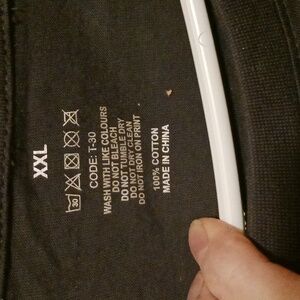 XXL
30
CODE: T-30
WASH WITH LIKE COLOURS
DO NOT BLEACH
DO NOT TUMBLE DRY
DO NOT DRY CLEAN
DO NOT IRON ON PRINT
100% COTTON
MADE IN CHINA